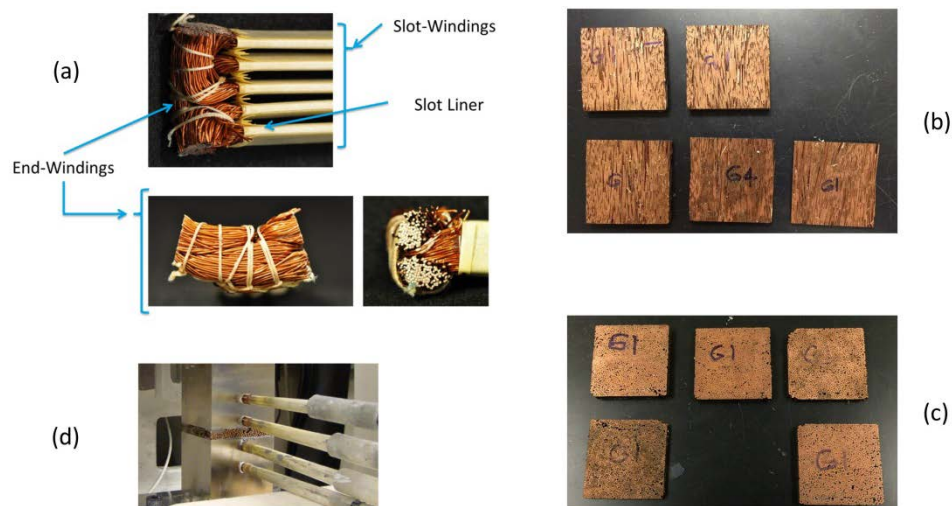 (a)
Slot-Windings
Slot Liner
End-Windings
(b)
G1
G1
G4
G1
(c)
G1
G1
G1
G1
(d)